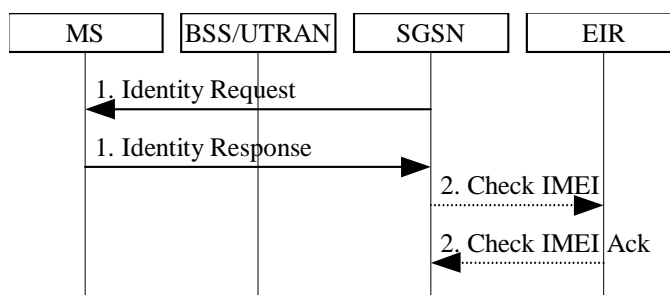 MS BSS/UTRAN SGSN EIR
1. Identity Request
1. Identity Response
2. Check IMEI
2. Check IMEI Ack